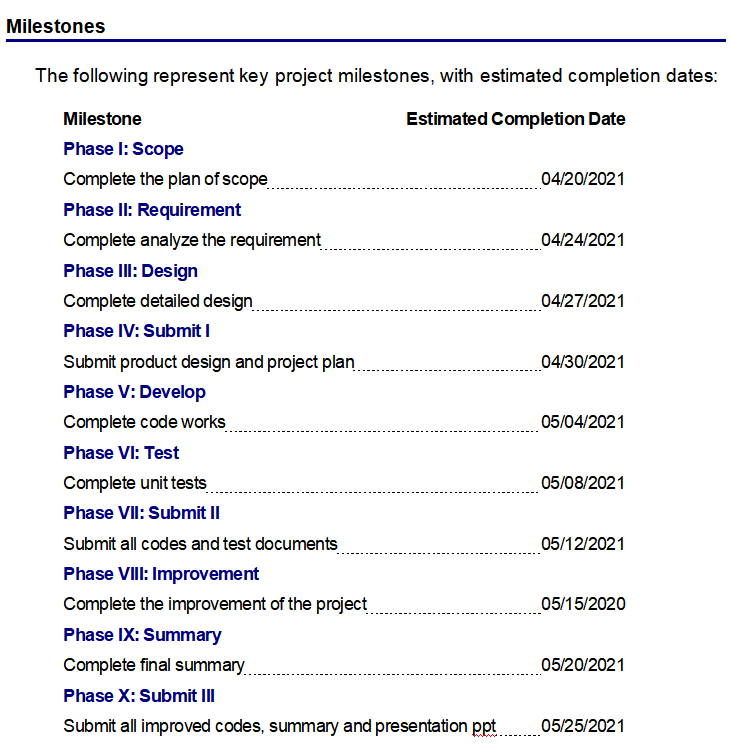 Milestones
The following represent key project milestones, with estimated completion dates:
Milestone Estimated Completion Date
Phase I: Scope
Complete the plan of scope 04/20/2021
Phase II: Requirement
Complete analyze the requirement 04/24/2021
Phase III: Design
Complete detailed design 04/27/2021
Phase IV: Submit I
Submit product design and project plan 04/30/2021
Phase V: Develop
Complete code works 05/04/2021
Phase VI: Test
Complete unit tests 05/08/2021
Phase VII: Submit II
Submit all codes and test documents 05/12/2021
Phase VIII: Improvement
Complete the improvement of the project 05/15/2020
Phase IX: Summary
Complete final summary 05/20/2021
Phase X: Submit III
Submit all improved codes, summary and presentation ppt 05/25/2021